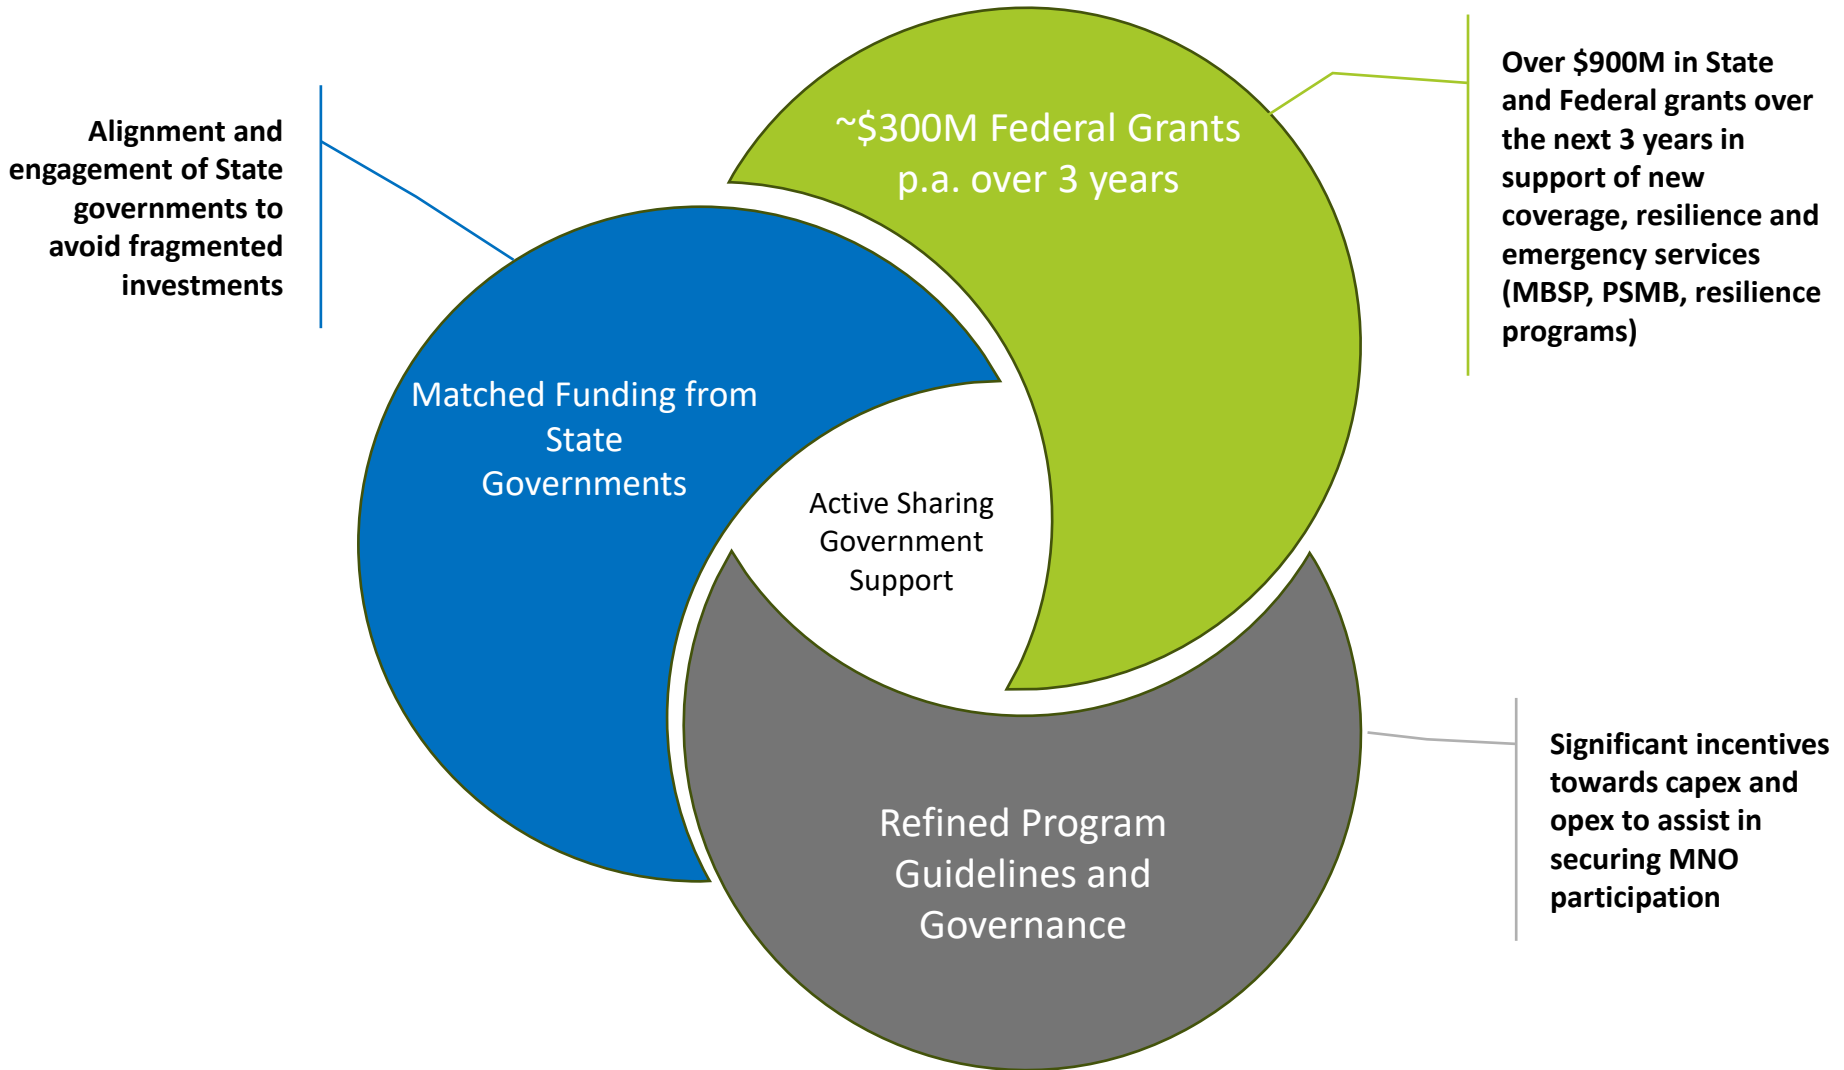 Alignment and
engagement of State
governments to
avoid fragmented
investments
~$300M Federal Grants
p.a. over 3 years
Over $900M in State
and Federal grants over
the next 3 years in
support of new
coverage, resilience and
emergency services
(MBSP, PSMB, resilience
programs)
Matched Funding from
State
Governments
Active Sharing
Government
Support
Refined Program
Guidelines and
Governance
Significant incentives
towards capex and
opex to assist in
securing MNO
participation